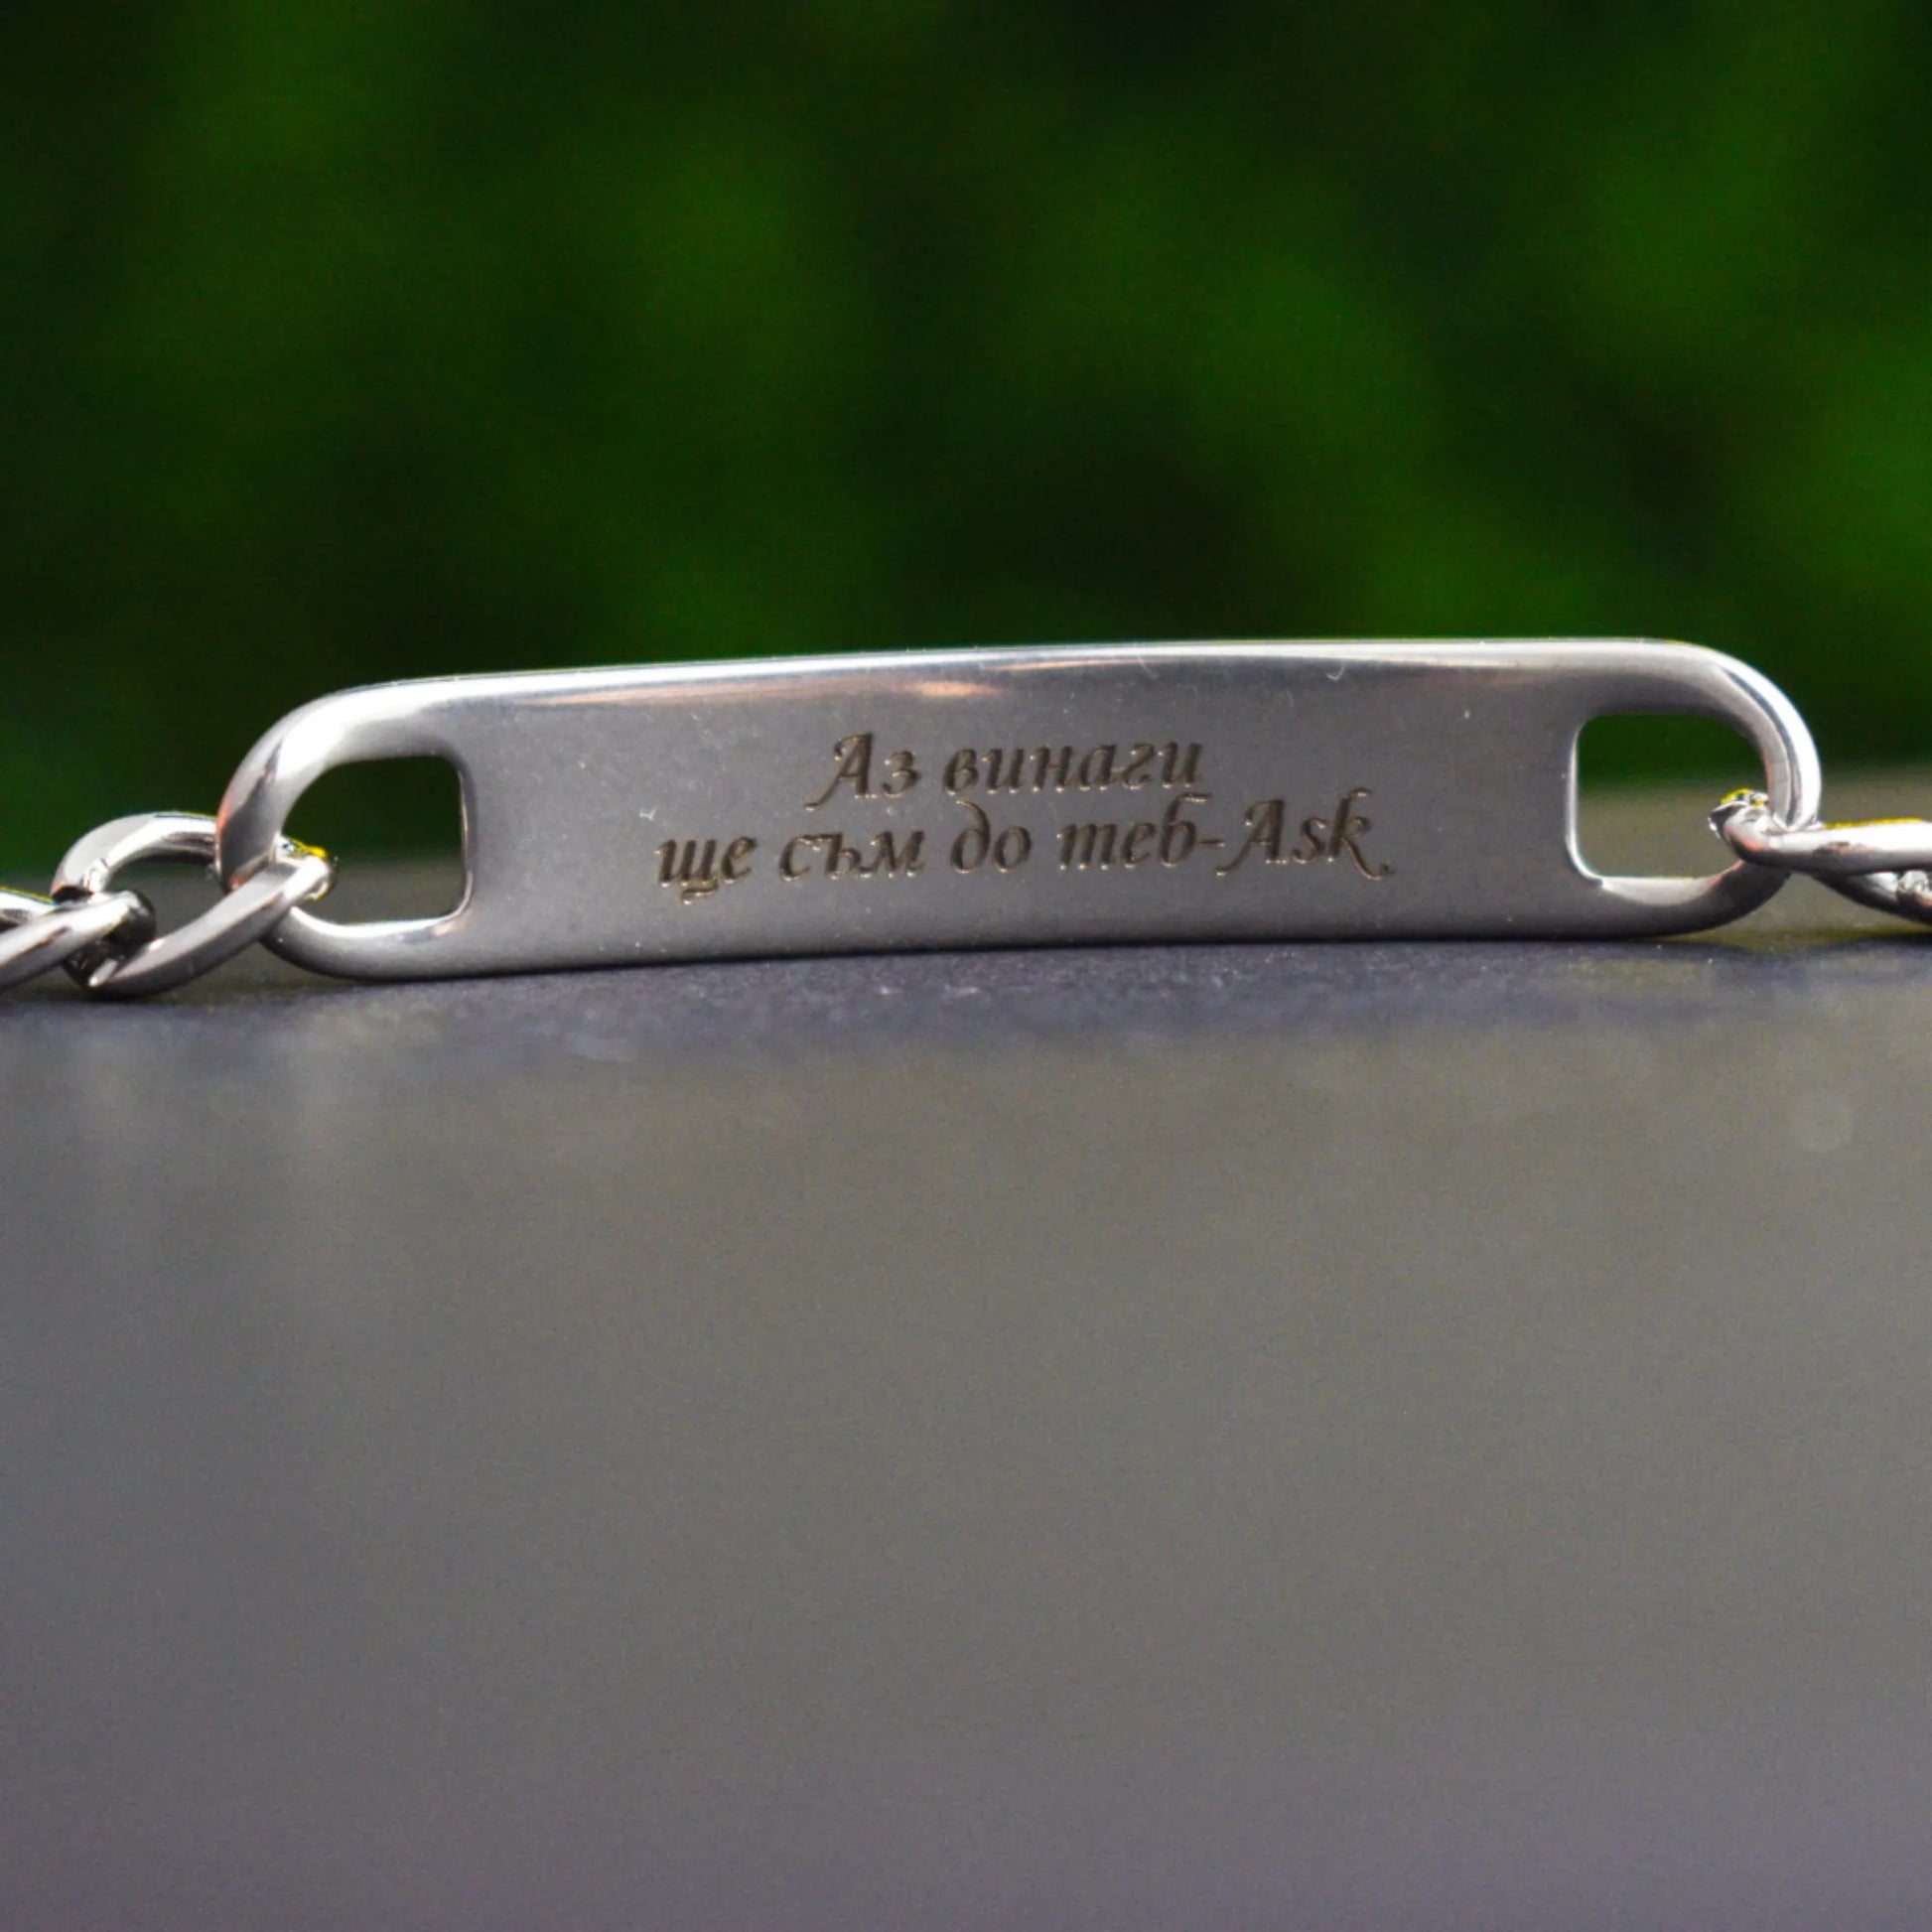 Аз винаги
ще съм до теб-Ask.